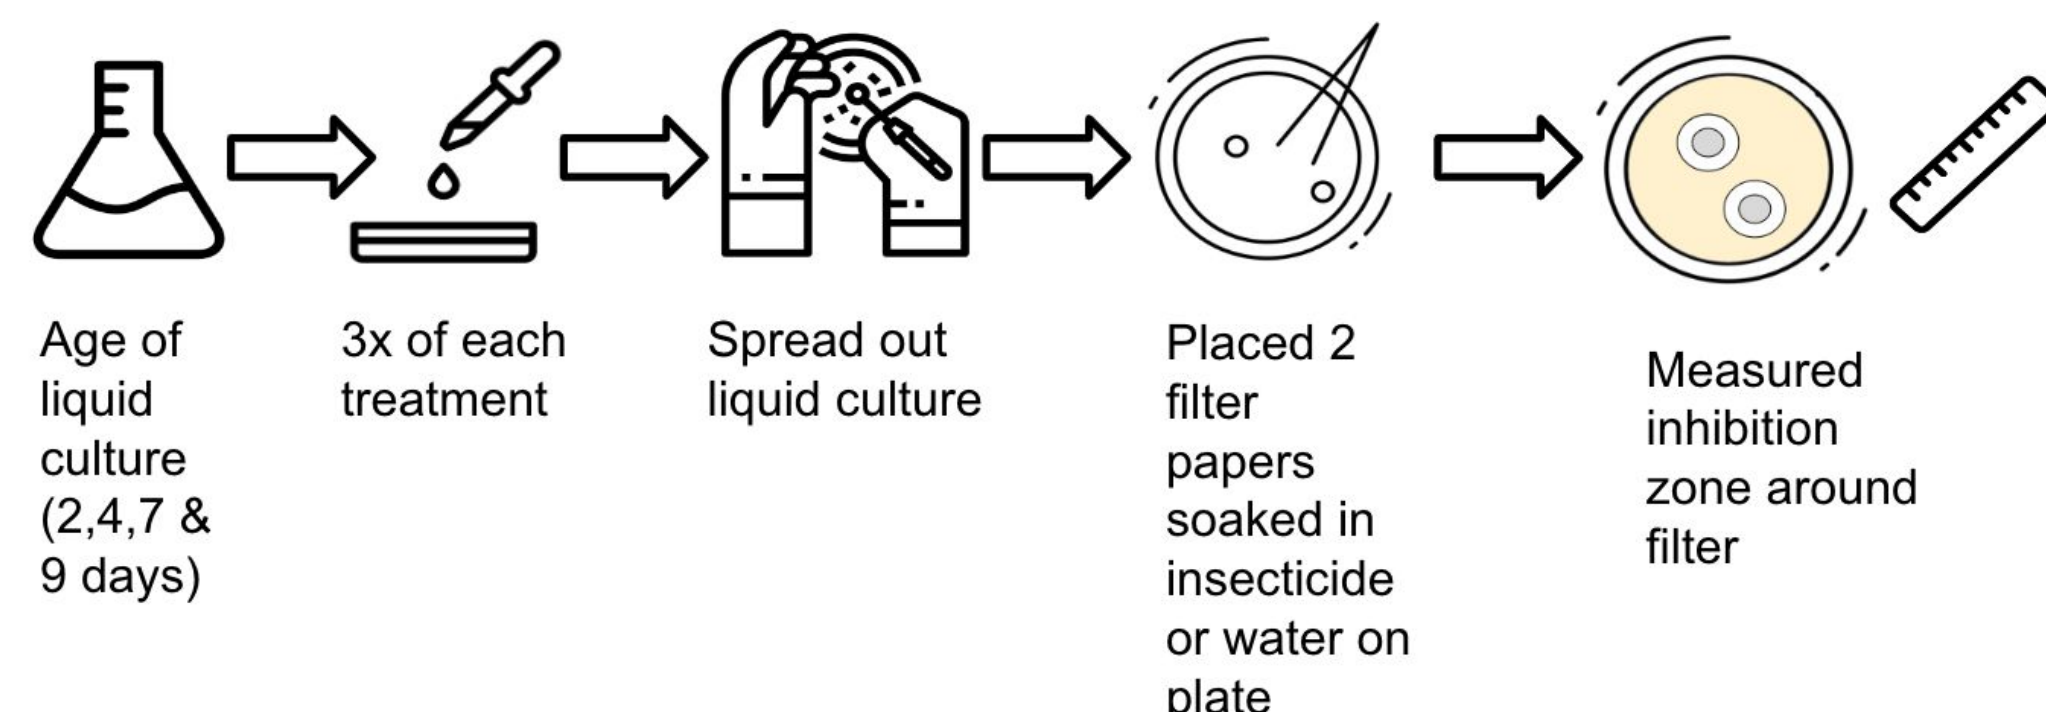 Age of
liquid
culture
(2,4,7 &
9 days)
3x of each
treatment
Spread out
liquid culture
Placed 2
filter
papers
soaked in
insecticide
or water on
plate
Measured
inhibition
zone around
filter